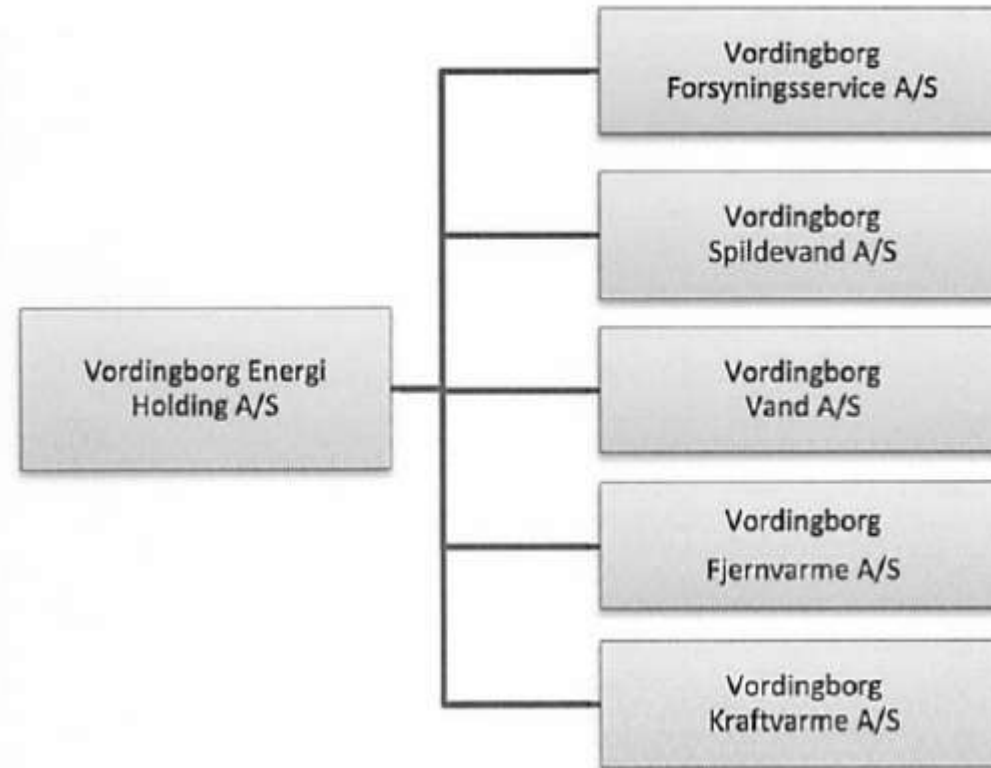 Vordingborg
Forsyningsservice A/S
Vordingborg
Spildevand A/S
Vordingborg Energi
Holding A/S
Vordingborg
Vand A/S
Vordingborg
Fjernvarme A/S
Vordingborg
Kraftvarme A/S